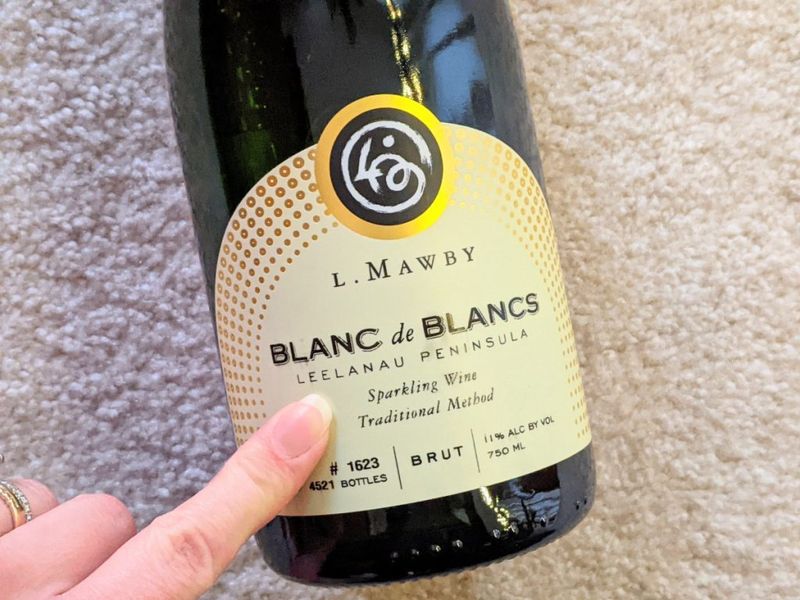 L. MAWBY
BLANC de BLANCS
LEELANAU PENINSULA
Sparkling Wine
Traditional Method
# 1623
4521 BOTTLES
BRUT
11% ALC BY VOL
750 ML